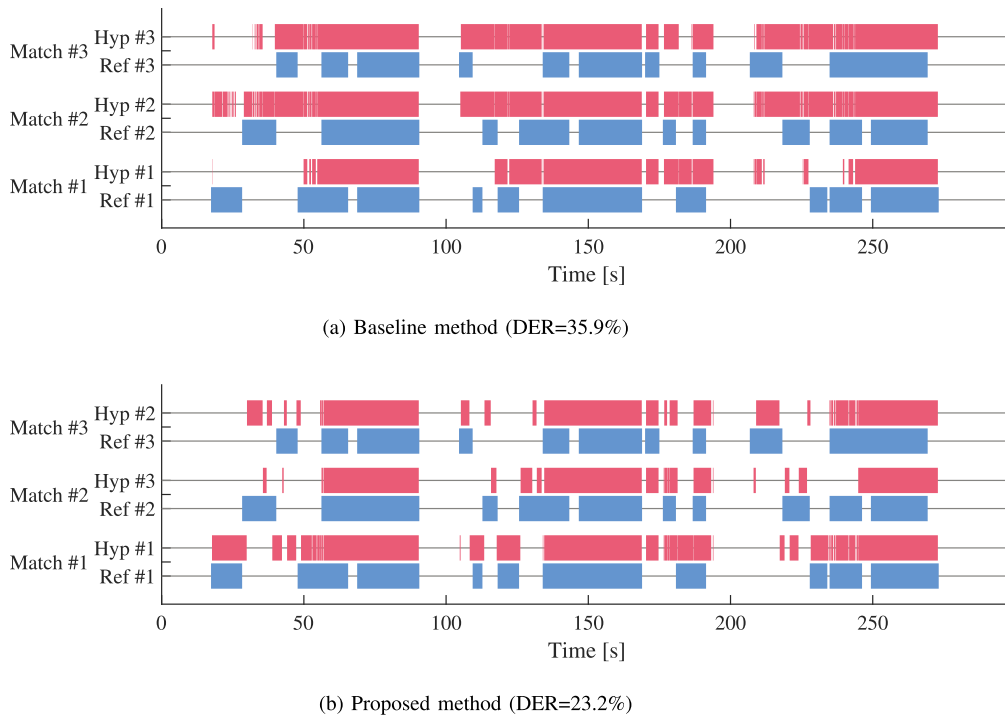 Match #3
Hyp #3
Ref #3
Match #2
Hyp #2
Ref #2
Match #1
Hyp #1
Ref #1
0 50 100 150 200 250
Time [s]
(a) Baseline method (DER=35.9%)
Match #3
Hyp #2
Ref #3
Match #2
Hyp #3
Ref #2
Match #1
Hyp #1
Ref #1
0 50 100 150 200 250
Time [s]
(b) Proposed method (DER=23.2%)